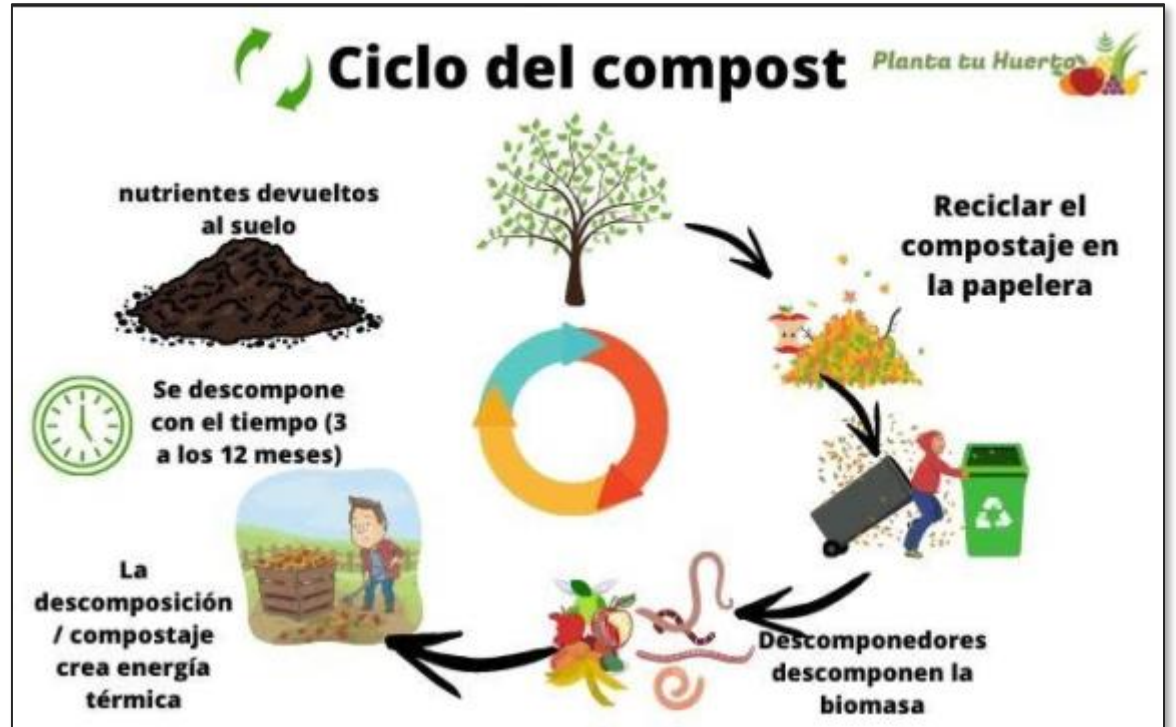 Ciclo del compost
Planta tu Huerto
nutrientes devueltos
al suelo
Reciclar el
compostaje en
la papelera
Se descompone
con el tiempo (3
a los 12 meses)
La
descomposición
/ compostaje
crea energía
térmica
Descomponedores
descomponen la
biomasa